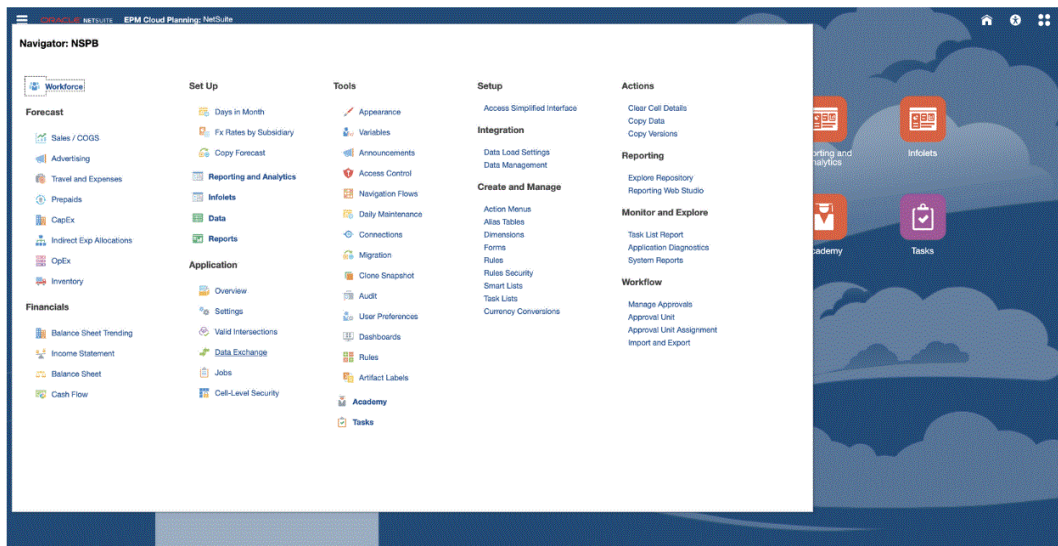 ORACLE NETSUITE EPM Cloud Planning: NetSuite
Navigator: NSPB
Workforce
Forecast
Sales / COGS
Advertising
Travel and Expenses
Prepaids
CapEx
Indirect Exp Allocations
OpEx
Inventory
Financials
Balance Sheet Trending
Income Statement
Balance Sheet
Cash Flow
Set Up
Days in Month
Fx Rates by Subsidiary
Copy Forecast
Reporting and Analytics
Infolets
Data
Reports
Application
Overview
Settings
Valid Intersections
Data Exchange
Jobs
Cell-Level Security
Tools
Appearance
Variables
Announcements
Access Control
Navigation Flows
Daily Maintenance
Connections
Migration
Clone Snapshot
Audit
User Preferences
Dashboards
Rules
Artifact Labels
Academy
Tasks
Setup
Access Simplified Interface
Integration
Data Load Settings
Data Management
Create and Manage
Action Menus
Alias Tables
Dimensions
Forms
Rules
Rules Security
Smart Lists
Task Lists
Currency Conversions
Actions
Clear Cell Details
Copy Data
Copy Versions
Reporting
Explore Repository
Reporting Web Studio
Monitor and Explore
Task List Report
Application Diagnostics
System Reports
Workflow
Manage Approvals
Approval Unit
Approval Unit Assignment
Import and Export
orting and
nalytics
Infolets
cademy
Tasks